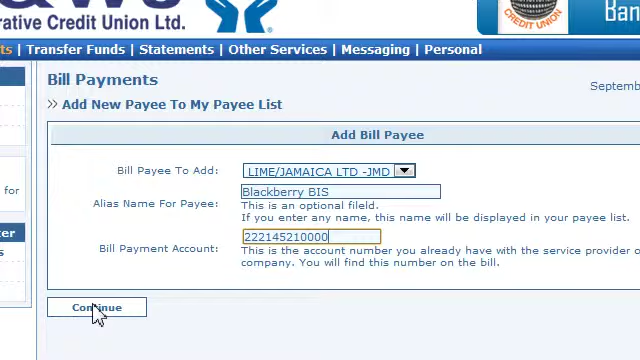 rative Credit Union Ltd.
CREDIT UNION
Ban
ts | Transfer Funds | Statements | Other Services | Messaging | Personal
Bill Payments
Septemb
>> Add New Payee To My Payee List
Add Bill Payee
Bill Payee To Add: LIME/JAMAICA LTD -JMD
for
Blackberry BIS
Alias Name For Payee: This is an optional fileld.
If you enter any name, this name will be displayed in your payee list.
ter
222145210000
s
Bill Payment Account: This is the account number you already have with the service provider o
company. You will find this number on the bill.
Continue